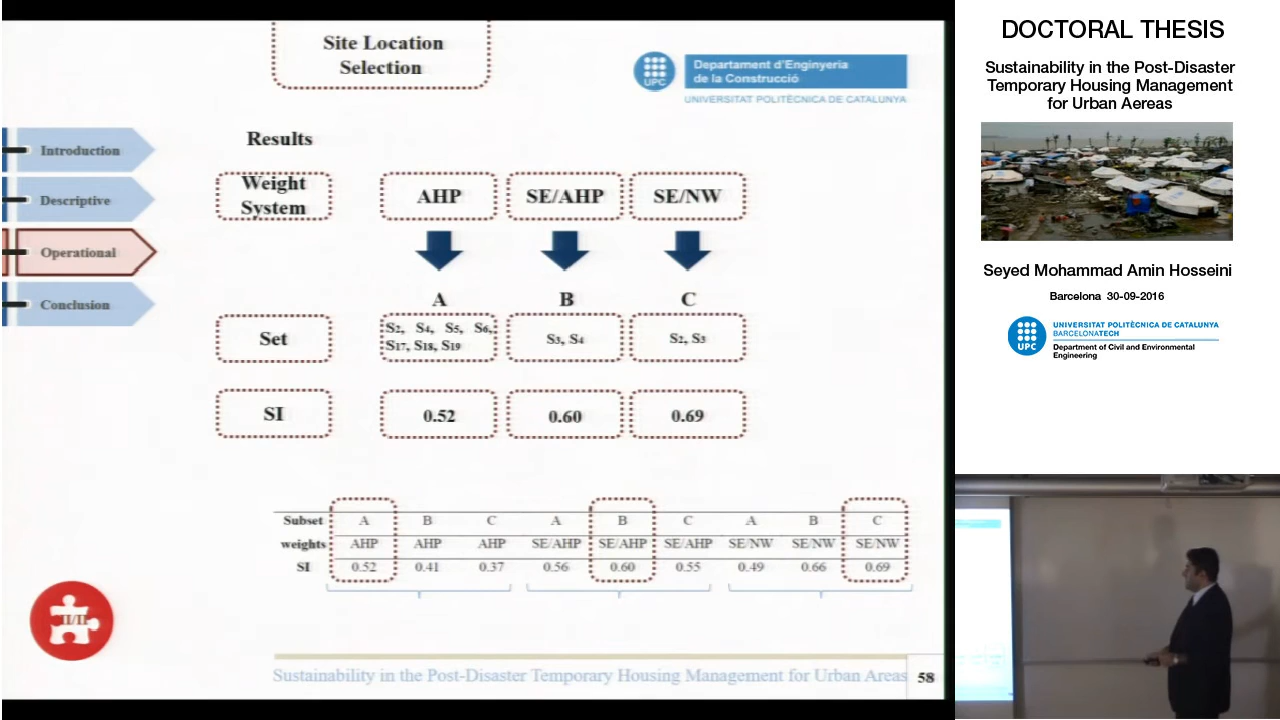 Site Location
Selection
UPC
Departament d'Enginyeria
de la Construcció
UNIVERSITAT POLITÈCNICA DE CATALUNYA
Introduction
Descriptive
Operational
Conclusion
Results
Weight
System
AHP
SE/AHP
SE/NW
A
B
C
Set
S2, S4, S5, S6,
S17, S18, S19
S3, S4
S2, S3
SI
0.52
0.60
0.69
Subset A B C A B C A B C
weights AHP AHP AHP SE/AHP SE/AHP SE/AHP SE/NW SE/NW SE/NW
SI 0.52 0.41 0.37 0.56 0.60 0.55 0.49 0.66 0.69
II/II
Sustainability in the Post-Disaster Temporary Housing Management for Urban Areas
58
DOCTORAL THESIS
Sustainability in the Post-Disaster
Temporary Housing Management
for Urban Aereas
Seyed Mohammad Amin Hosseini
Barcelona 30-09-2016
UPC
UNIVERSITAT POLITÈCNICA DE CATALUNYA
BARCELONATECH
Department of Civil and Environmental
Engineering